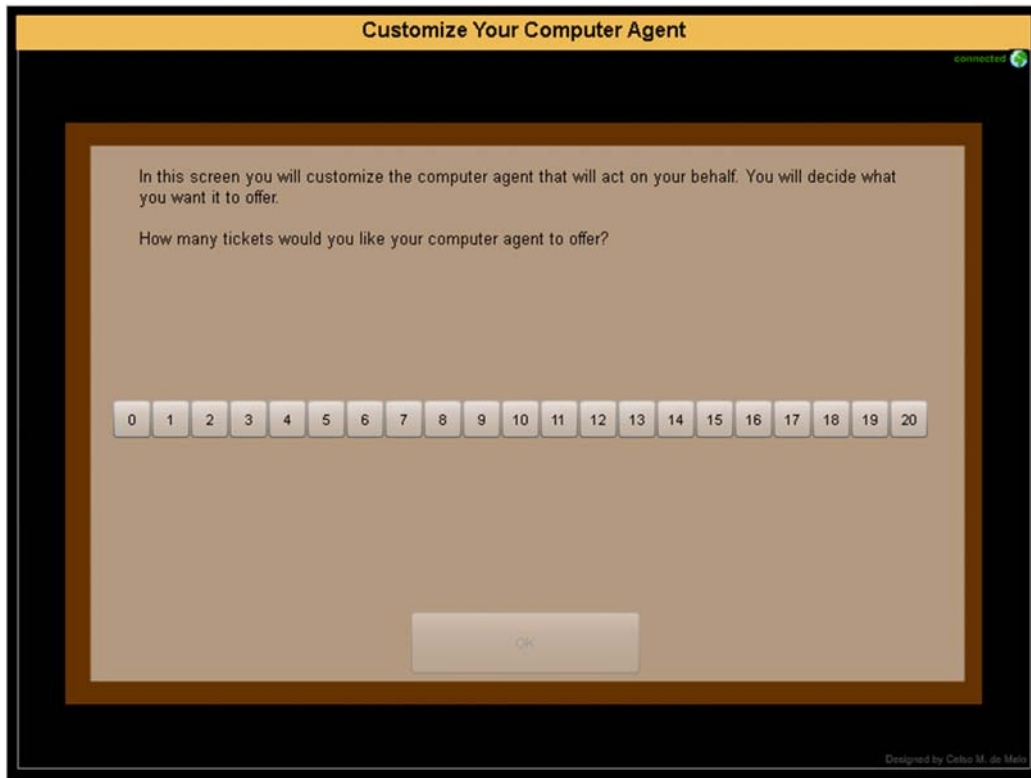 Customize Your Computer Agent
connected
In this screen you will customize the computer agent that will act on your behalf. You will decide what
you want it to offer.
How many tickets would you like your computer agent to offer?
0 1 2 3 4 5 6 7 8 9 10 11 12 13 14 15 16 17 18 19 20
OK
Designed by Celso M. de Melo